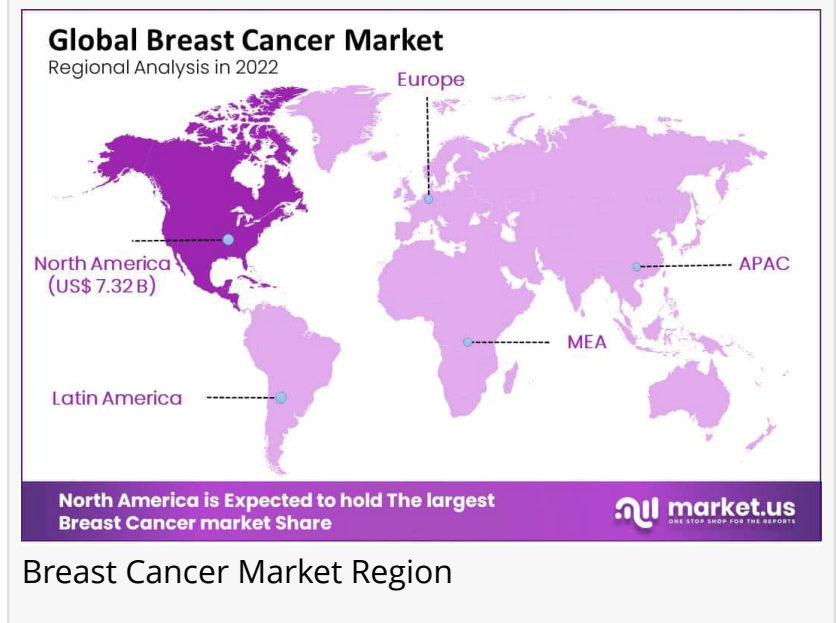 Global Breast Cancer Market
Regional Analysis in 2022
Europe
North America
(US$ 7.32 B)
APAC
MEA
Latin America
North America is Expected to hold The largest
Breast Cancer market Share
market.us
ONE STOP SHOP FOR THE REPORTS
Breast Cancer Market Region